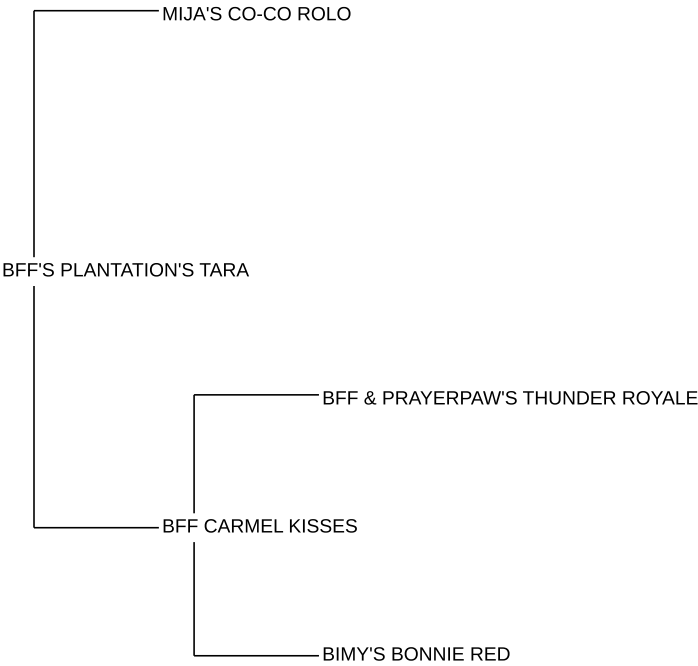 MIJA'S CO-CO ROLO
BFF'S PLANTATION'S TARA
BFF & PRAYERPAW'S THUNDER ROYALE
BFF CARMEL KISSES
BIMY'S BONNIE RED